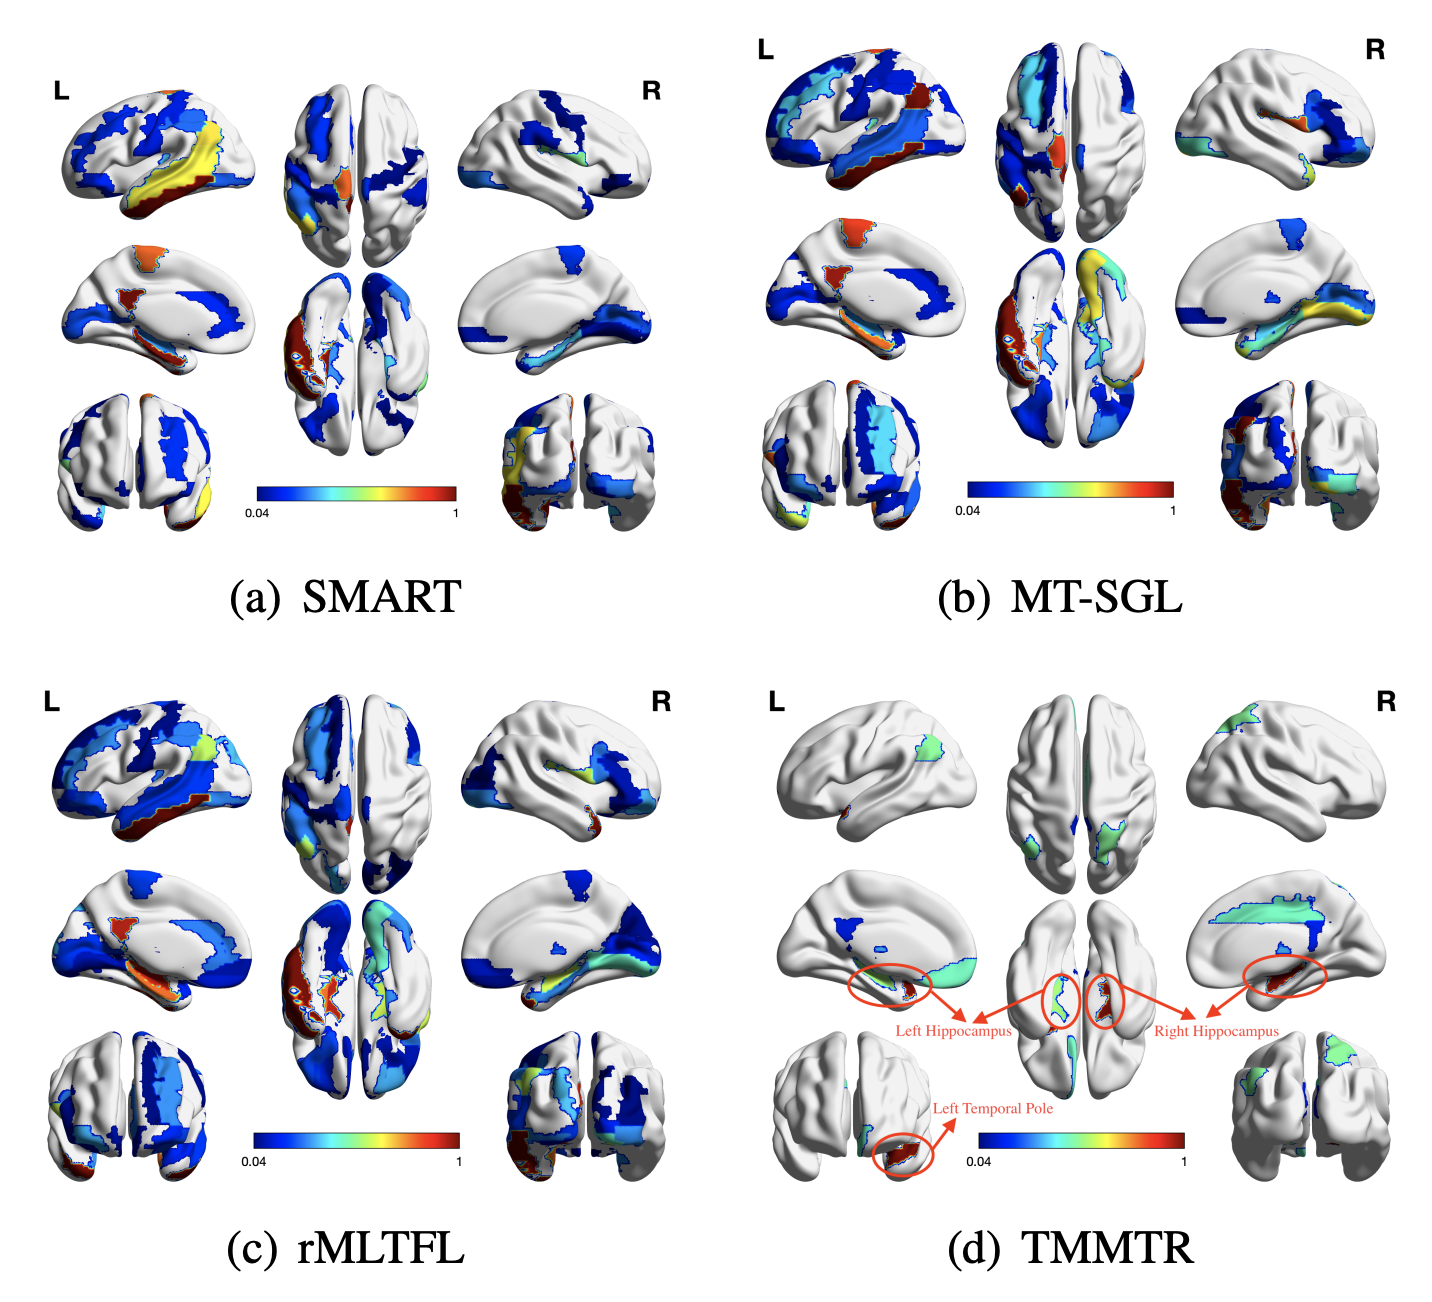 L
R
0.04
1
(a) SMART
L
R
0.04
1
(b) MT-SGL
L
R
0.04
1
(c) rMLTFL
L
R
Left Hippocampus
Right Hippocampus
Left Temporal Pole
0.04
1
(d) TMMTR